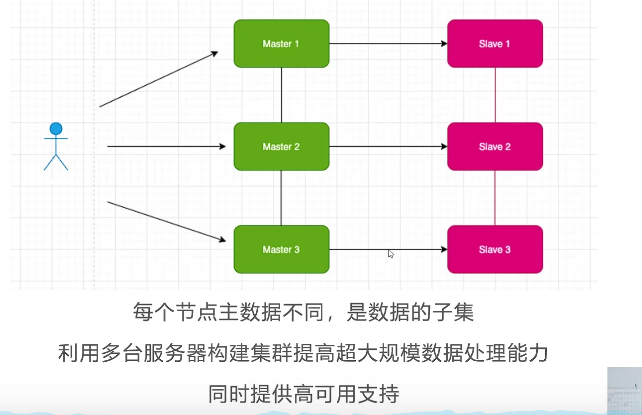 Master 1
Slave 1
Master 2
Slave 2
Master 3
Slave 3
每个节点主数据不同，是数据的子集
利用多台服务器构建集群提高超大规模数据处理能力
同时提供高可用支持